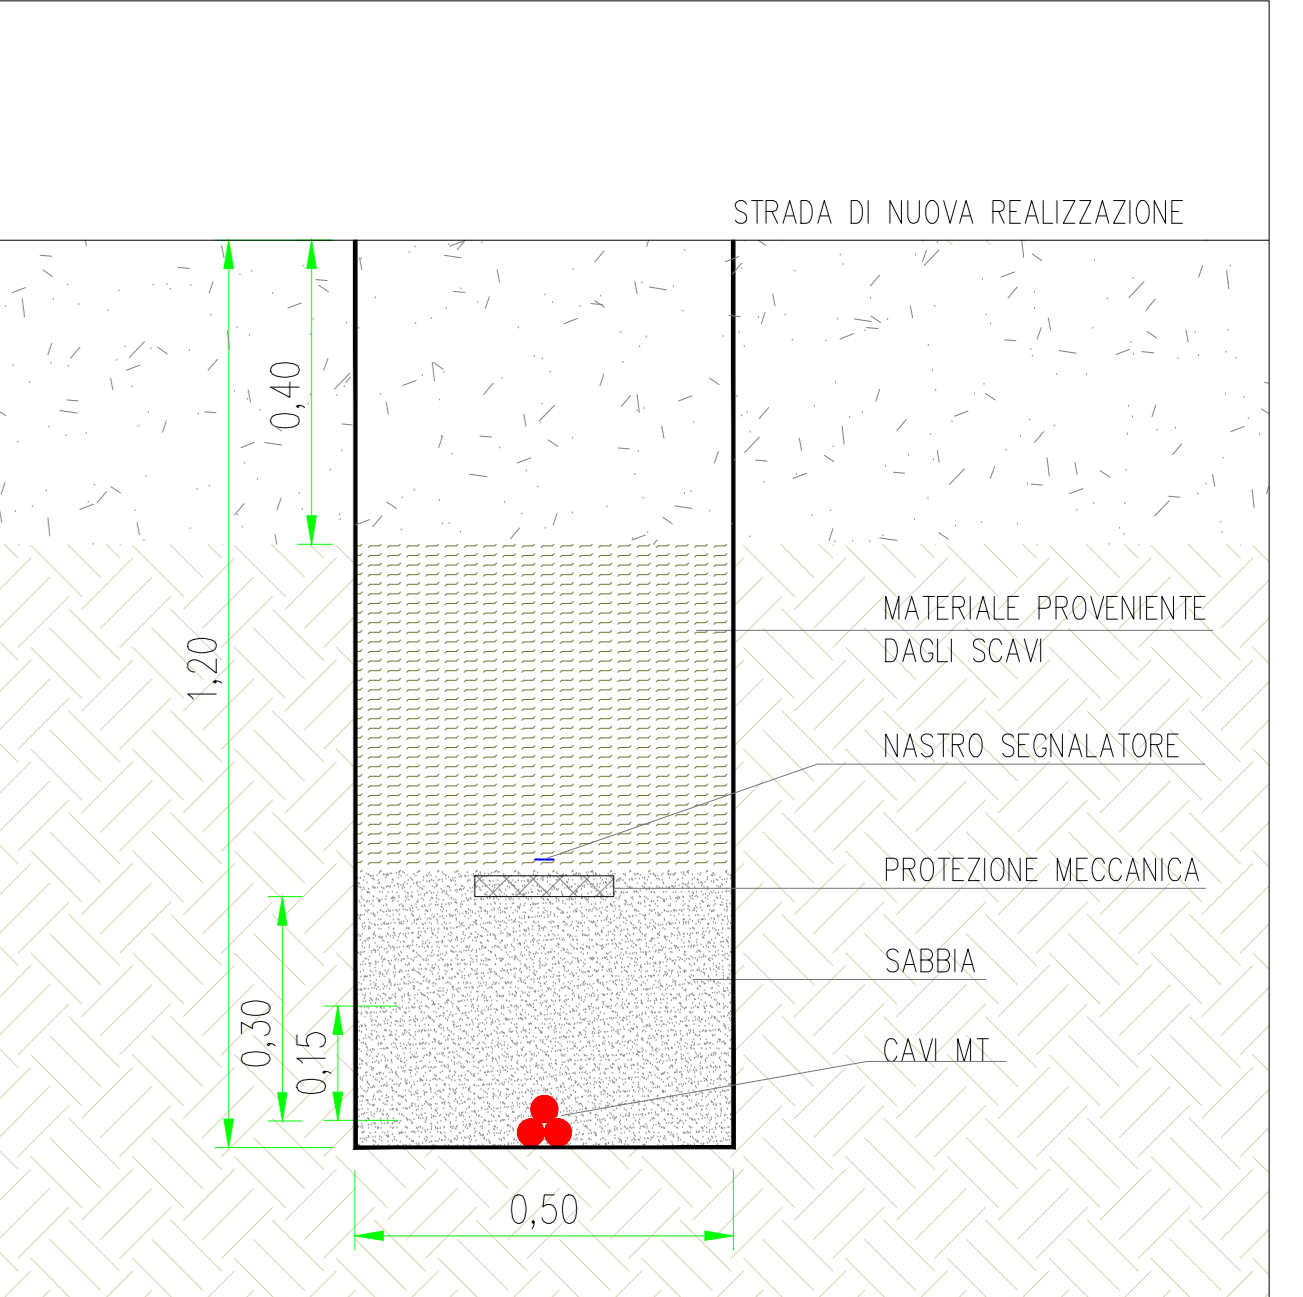 STRADA DI NUOVA REALIZZAZIONE
0,40
MATERIALE PROVENIENTE
DAGLI SCAVI
1,20
NASTRO SEGNALATORE
PROTEZIONE MECCANICA
SABBIA
0,30
0,15
CAVI MT
0,50